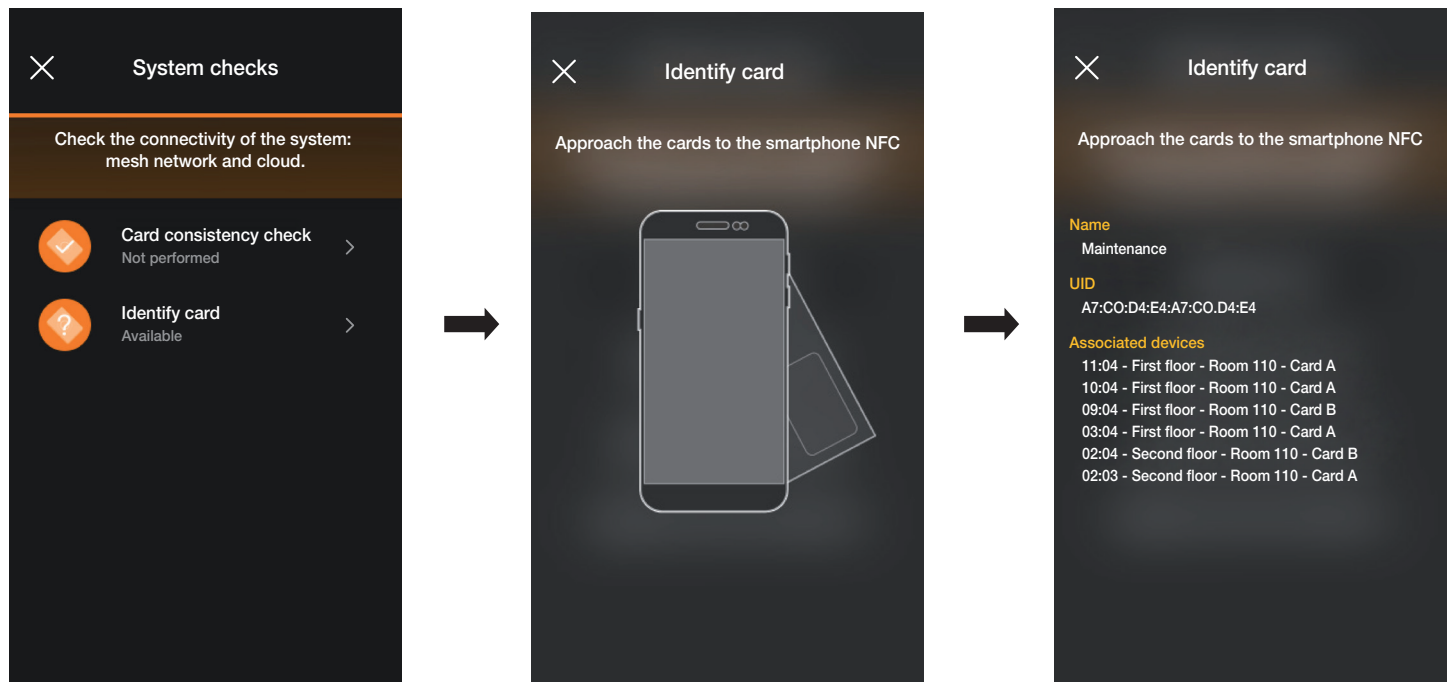 System checks
Check the connectivity of the system:
mesh network and cloud.
Card consistency check
Not performed
Identify card
Available
Identify card
Approach the cards to the smartphone NFC
Identify card
Approach the cards to the smartphone NFC
Name
Maintenance
UID
A7:CO:D4:E4:A7:CO.D4:E4
Associated devices
11:04 - First floor - Room 110 - Card A
10:04 - First floor - Room 110 - Card A
09:04 - First floor - Room 110 - Card B
03:04 - First floor - Room 110 - Card A
02:04 - Second floor - Room 110 - Card B
02:03 - Second floor - Room 110 - Card A